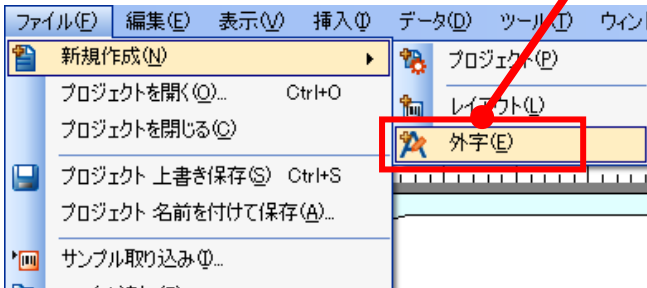 ファイル(F) 編集(E) 表示(V) 挿入(I) データ(D) ツール(T) ウィン
新規作成(N)
プロジェクトを開く(O)... Ctrl+O
プロジェクトを閉じる(C)
プロジェクト 上書き保存(S) Ctrl+S
プロジェクト 名前を付けて保存(A)...
サンプル取り込み(I)...
プロジェクト(P)
レイアウト(L)
外字(E)